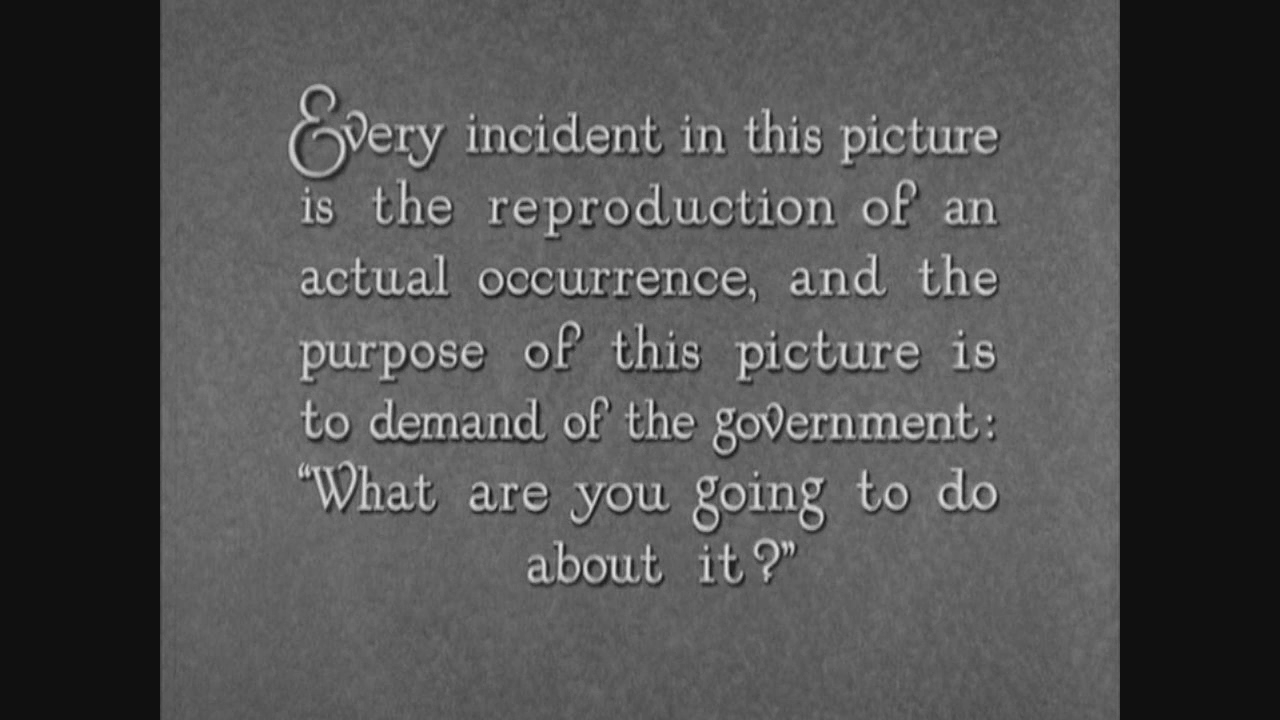 Every incident in this picture
is the reproduction of an
actual occurrence, and the
purpose of this picture is
to demand of the government:
“What are you going to do
about it?”